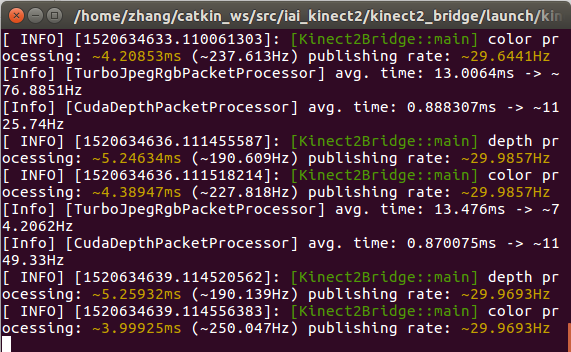 /home/zhang/catkin_ws/src/iai_kinect2/kinect2_bridge/launch/kin
[ INFO] [1520634633.110061303]: [Kinect2Bridge::main] color pr
ocessing: ~4.20853ms (~237.613Hz) publishing rate: ~29.6441Hz
[Info] [TurboJpegRgbPacketProcessor] avg. time: 13.0064ms -> ~
76.8851Hz
[Info] [CudaDepthPacketProcessor] avg. time: 0.888307ms -> ~11
25.74Hz
[ INFO] [1520634636.111455587]: [Kinect2Bridge::main] depth pr
ocessing: ~5.24634ms (~190.609Hz) publishing rate: ~29.9857Hz
[ INFO] [1520634636.111518214]: [Kinect2Bridge::main] color pr
ocessing: ~4.38947ms (~227.818Hz) publishing rate: ~29.9857Hz
[Info] [TurboJpegRgbPacketProcessor] avg. time: 13.476ms -> ~7
4.2062Hz
[Info] [CudaDepthPacketProcessor] avg. time: 0.870075ms -> ~11
49.33Hz
[ INFO] [1520634639.114520562]: [Kinect2Bridge::main] depth pr
ocessing: ~5.25932ms (~190.139Hz) publishing rate: ~29.9693Hz
[ INFO] [1520634639.114556383]: [Kinect2Bridge::main] color pr
ocessing: ~3.99925ms (~250.047Hz) publishing rate: ~29.9693Hz